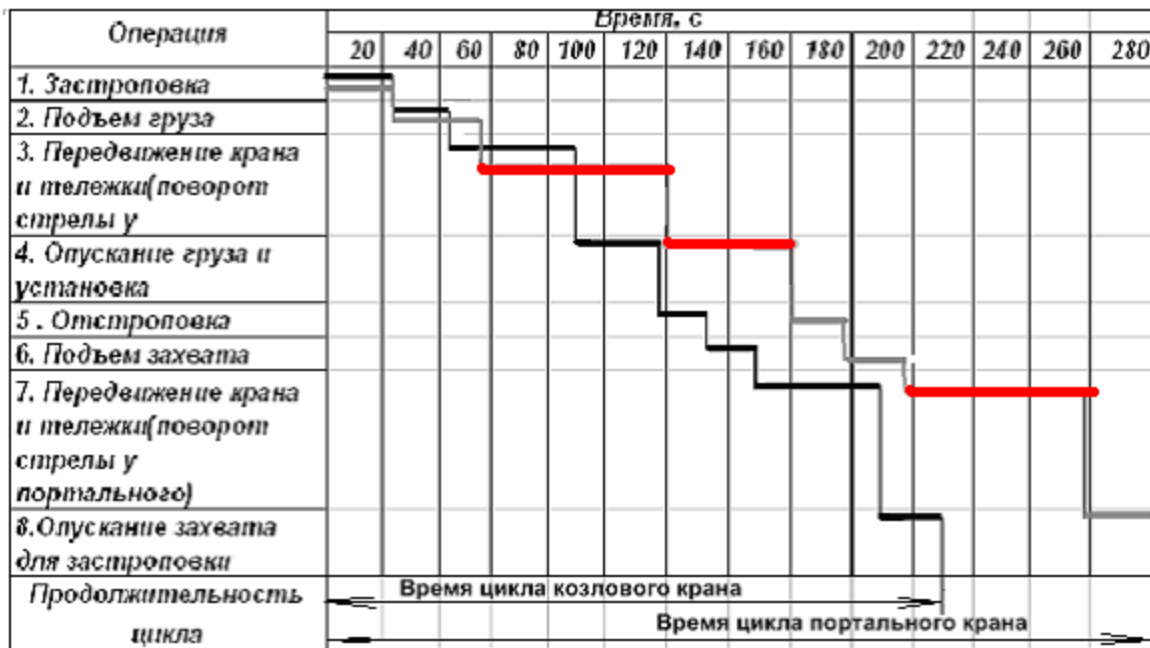 Операция
Время, с
20 40 60 80 100 120 140 160 180 200 220 240 260 280
1. Застроповка
2. Подъем груза
3. Передвижение крана
и тележки(поворот
стрелы у
4. Опускание груза и
установка
5 . Отстроповка
6. Подъем захвата
7. Передвижение крана
и тележки(поворот
стрелы у
портального)
8.Опускание захвата
для застроповки
Продолжительность
цикла
Время цикла козлового крана
Время цикла портального крана